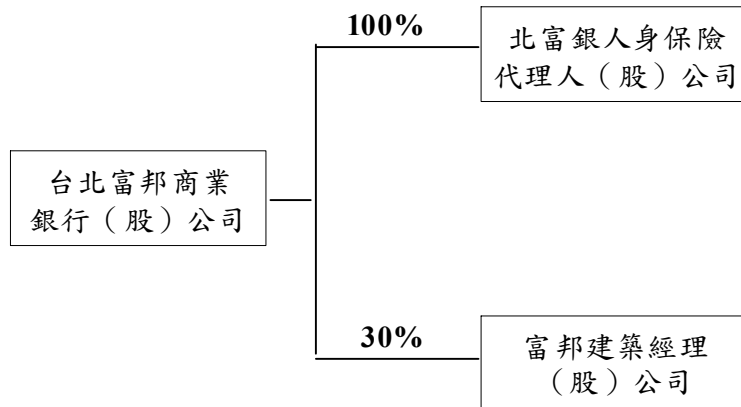 100%
北富銀人身保險
代理人（股）公司
台北富邦商業
銀行（股）公司
30%
富邦建築經理
（股）公司